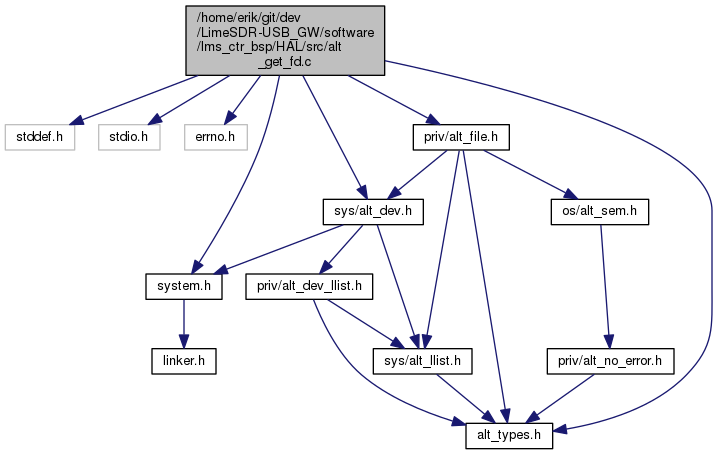 /home/erik/git/dev
/LimeSDR-USB_GW/software
/lms_ctr_bsp/HAL/src/alt
_get_fd.c
stddef.h
stdio.h
errno.h
priv/alt_file.h
sys/alt_dev.h
os/alt_sem.h
system.h
priv/alt_dev_llist.h
linker.h
sys/alt_llist.h
priv/alt_no_error.h
alt_types.h